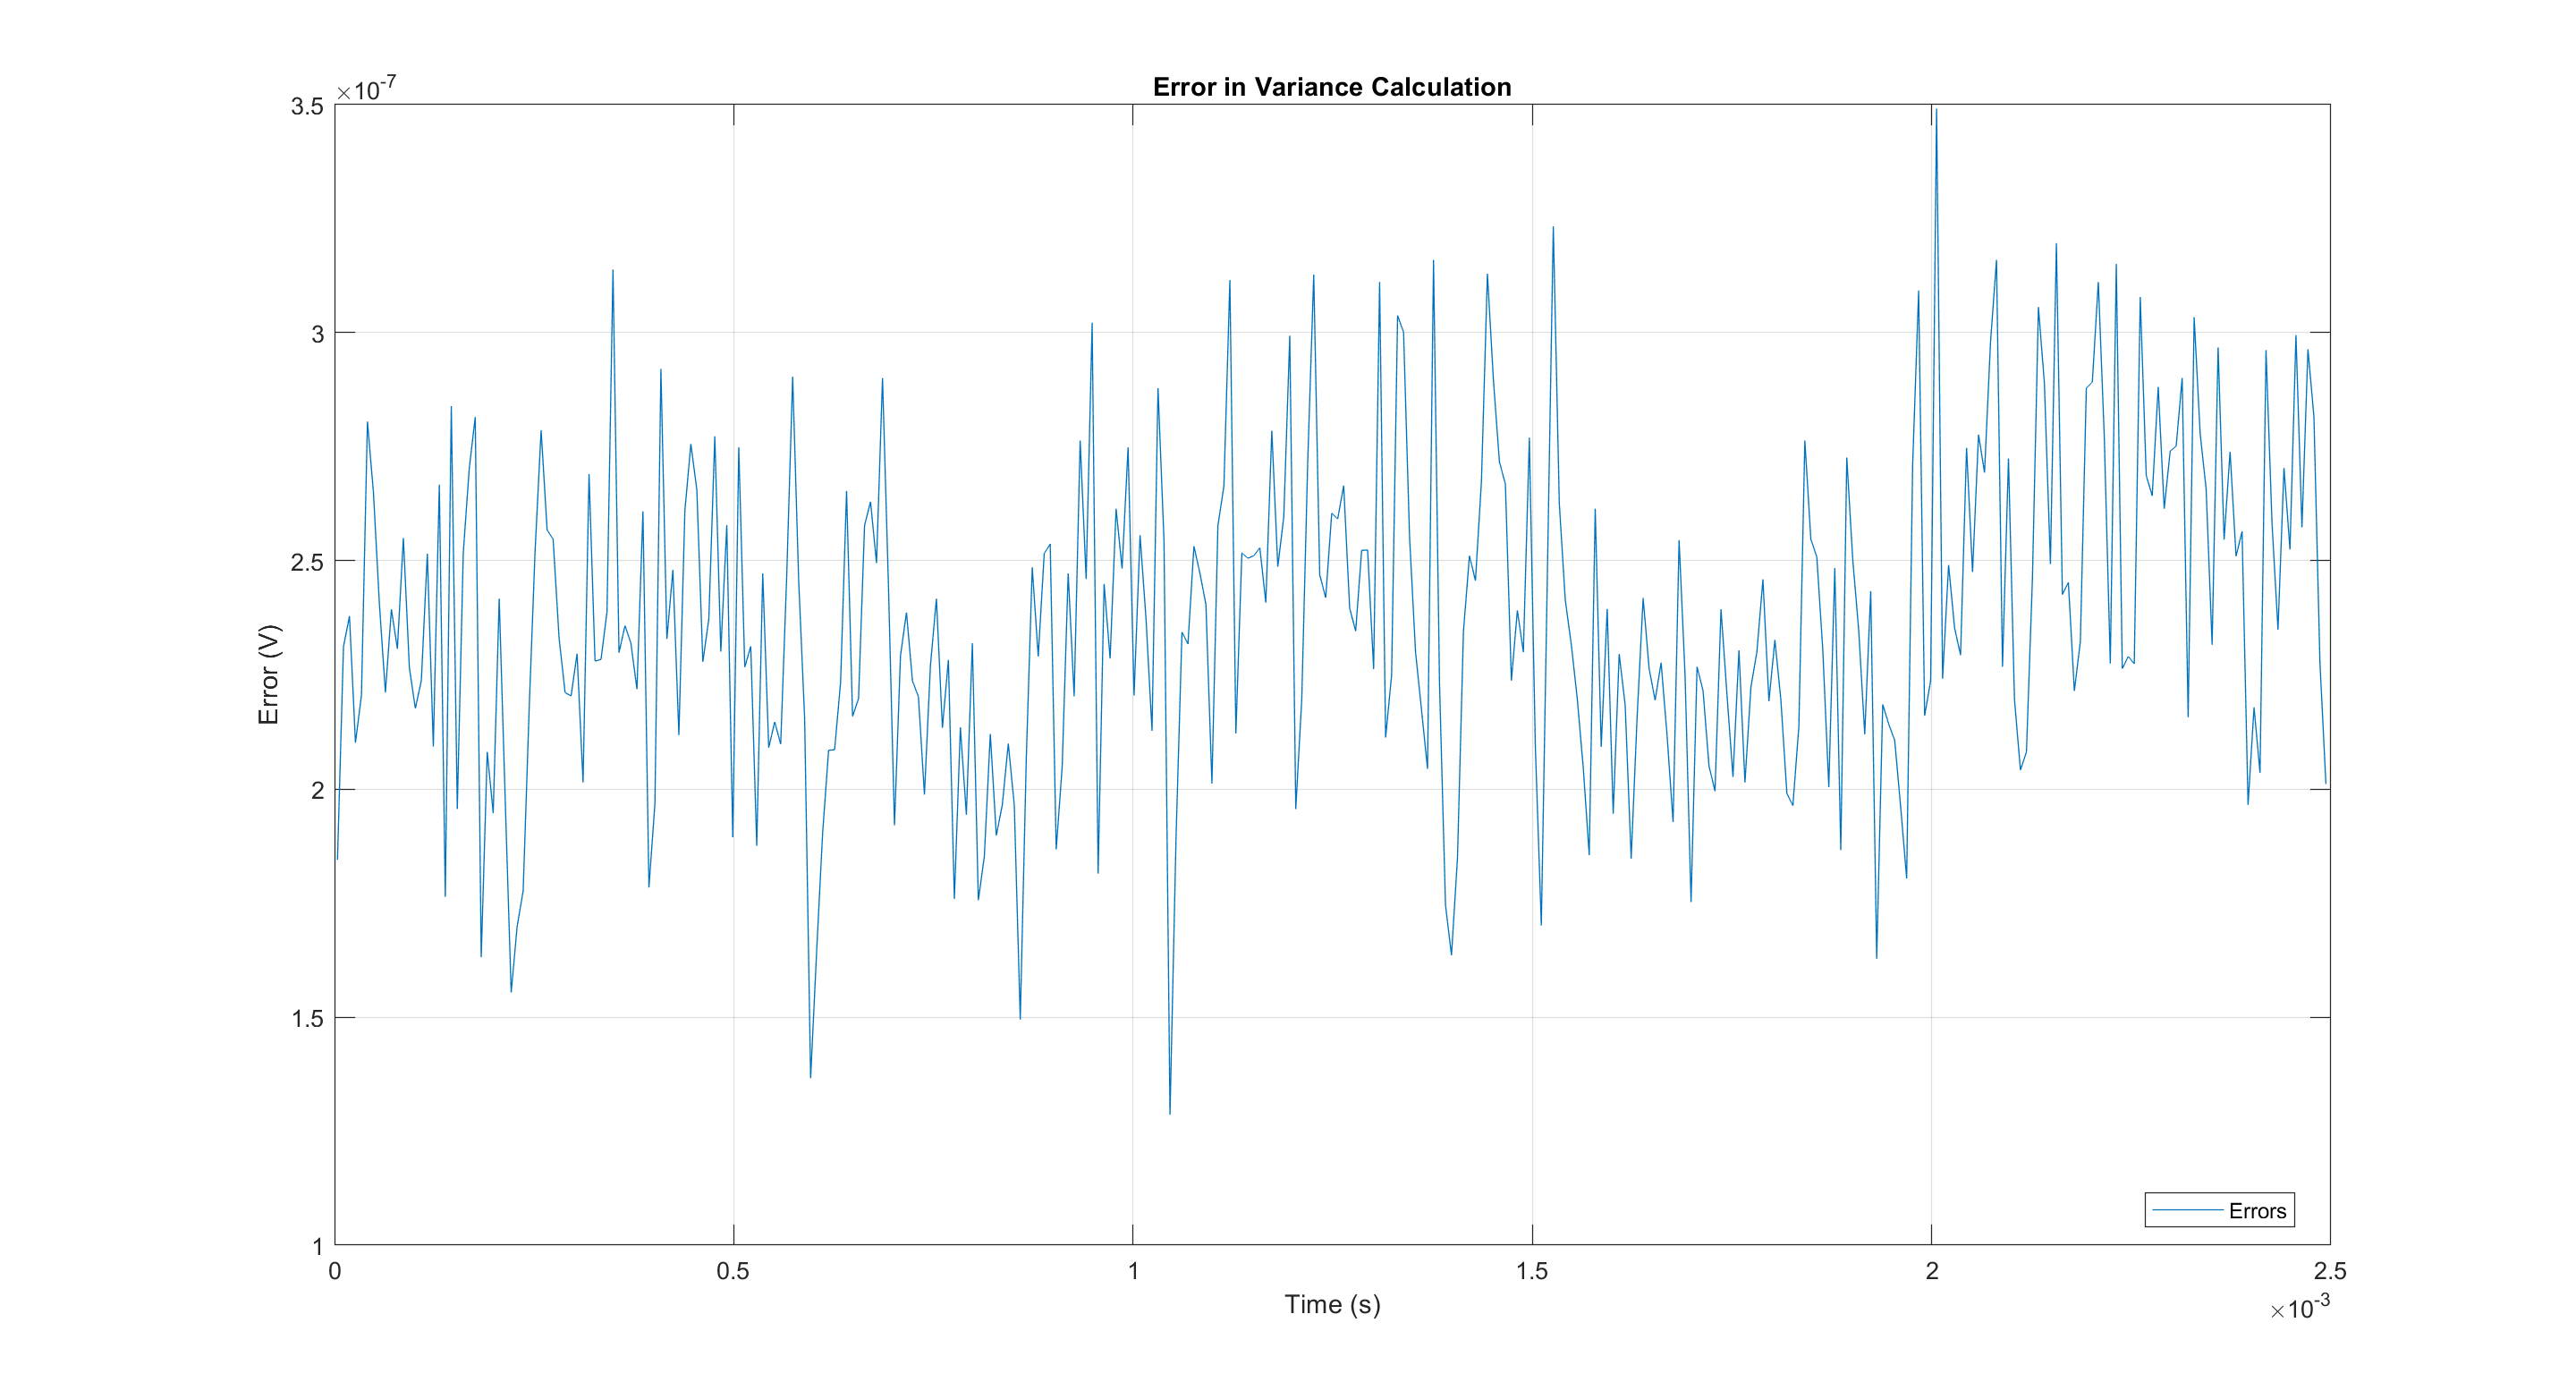 Error in Variance Calculation
×10^-7
3.5
3
2.5
2
1.5
1
Error (V)
Errors
0 0.5 1 1.5 2 2.5
Time (s)
×10^-3